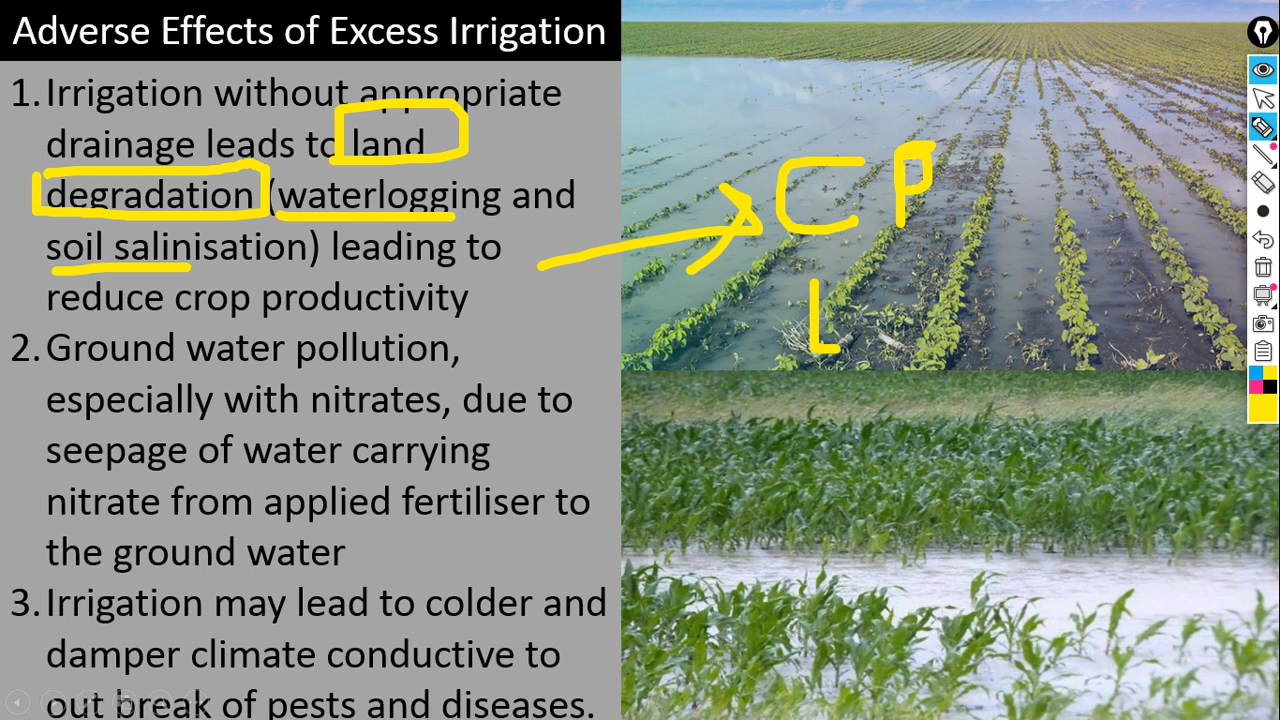 Adverse Effects of Excess Irrigation
1. Irrigation without appropriate
drainage leads to land
degradation (waterlogging and
soil salinisation) leading to
reduce crop productivity
2. Ground water pollution,
especially with nitrates, due to
seepage of water carrying
nitrate from applied fertiliser to
the ground water
3. Irrigation may lead to colder and
damper climate conductive to
out break of pests and diseases.
CP
L